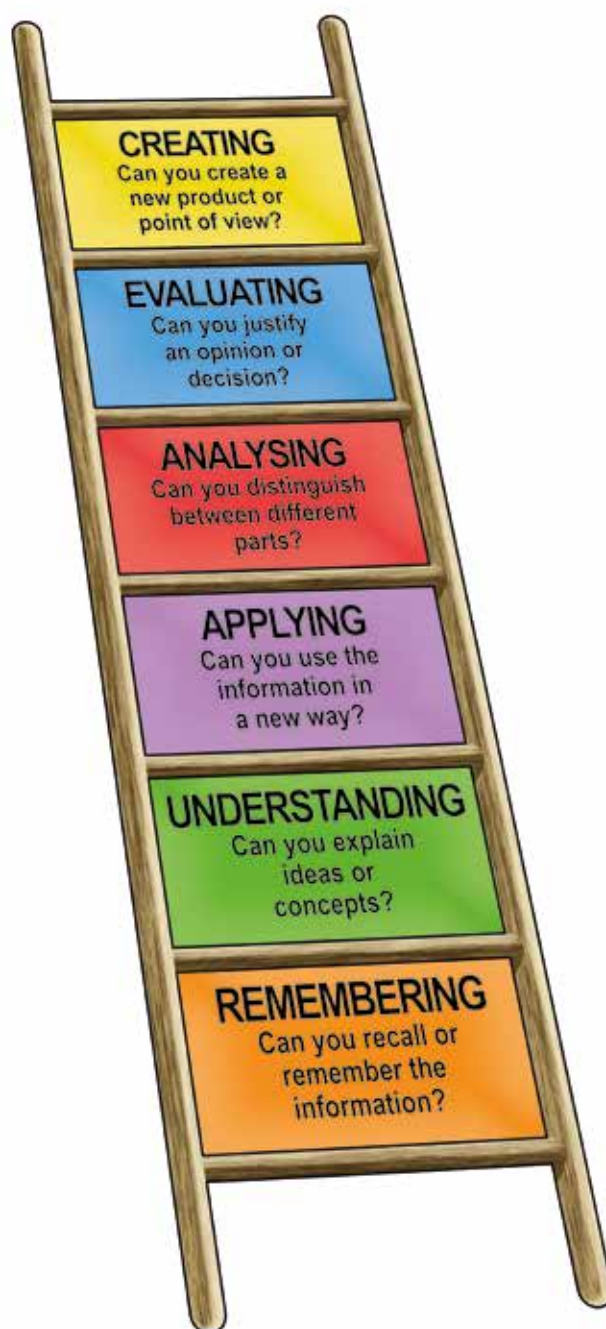 CREATING
Can you create a
new product or
point of view?
EVALUATING
Can you justify
an opinion or
decision?
ANALYSING
Can you distinguish
between different
parts?
APPLYING
Can you use the
information in
a new way?
UNDERSTANDING
Can you explain
ideas or
concepts?
REMEMBERING
Can you recall or
remember the
information?